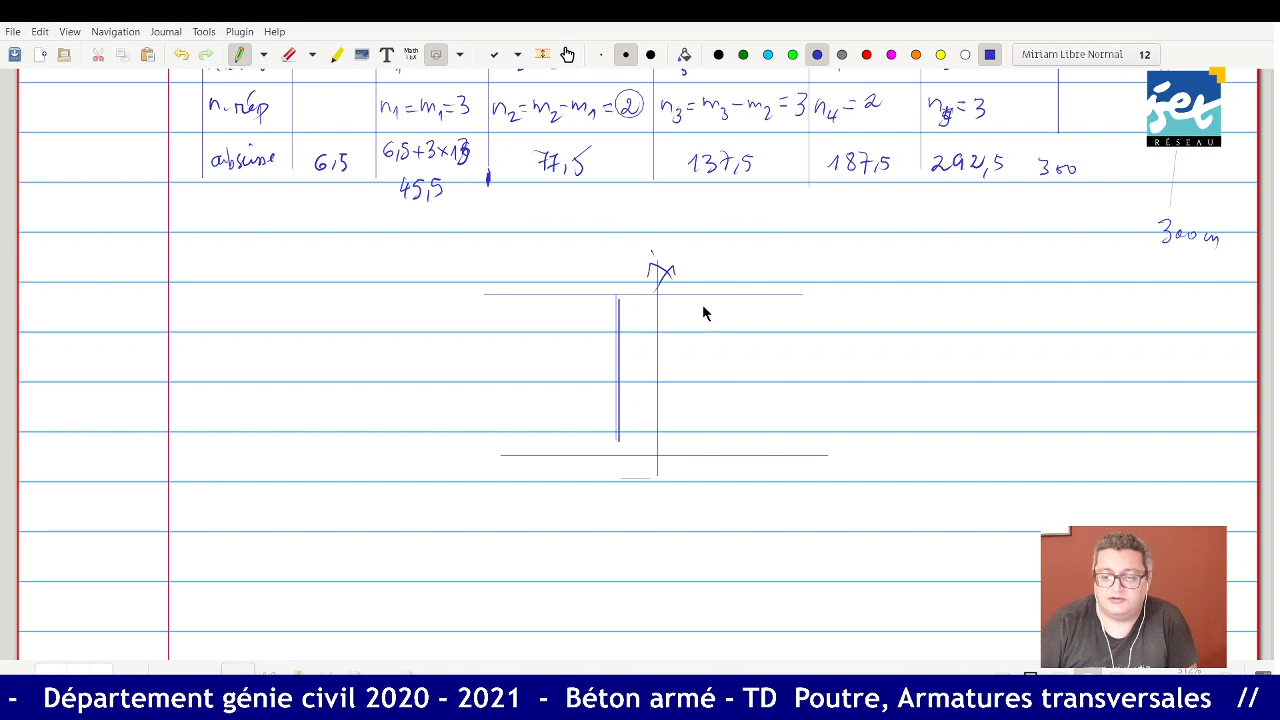 File Edit View Navigation Journal Tools Plugin Help
T Math TEX Miriam Libre Normal 12
n. rép n1 = m1 = 3 n2 = m2 - m1 = 2 n3 = m3 - m2 = 3 n4 = 2 n5 = 3
abscisse 6,5 6,5 + 3 × 13 77,5 137,5 187,5 292,5 300
45,5
iset
RÉSEAU
300 cm
- Département génie civil 2020 - 2021 - Béton armé - TD Poutre, Armatures transversales //